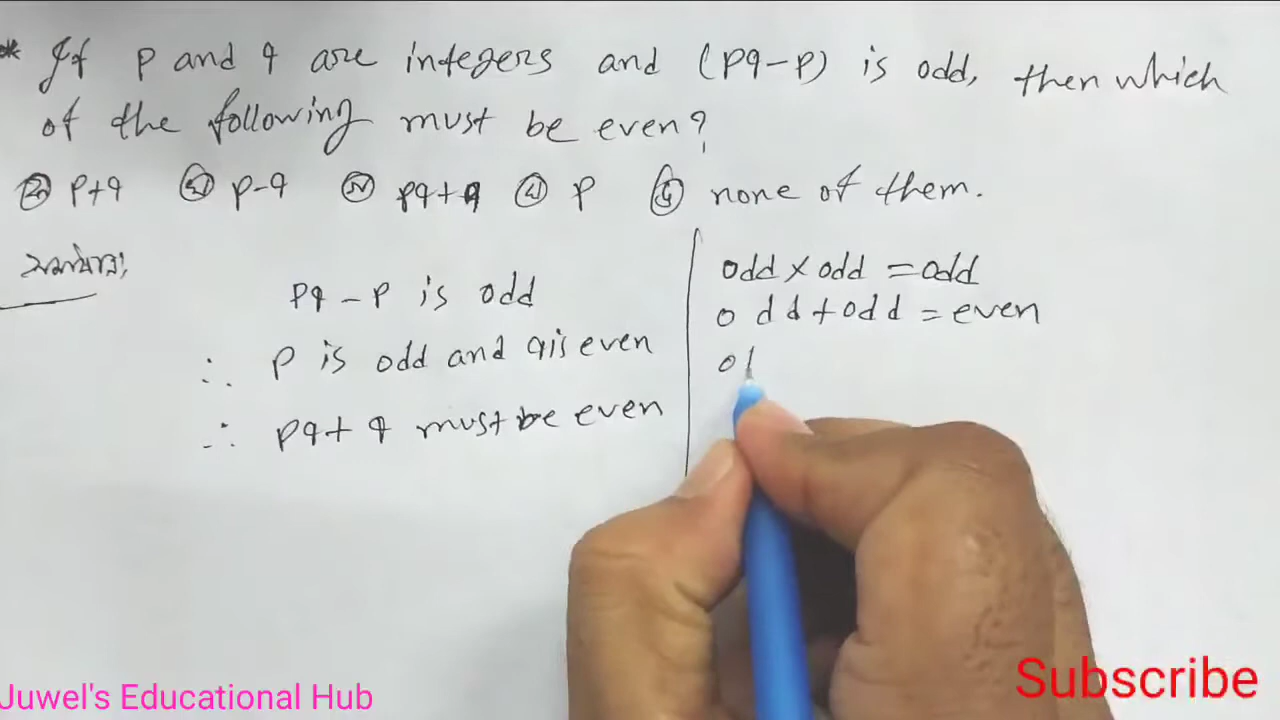 * If p and q are integers and (pq-p) is odd, then which
of the following must be even?
p+q p-q pq+q p none of them.
সমাধানঃ
pq - p is odd
∴ p is odd and q is even
∴ pq + q must be even
odd × odd = odd
odd + odd = even
Juwel's Educational Hub
Subscribe